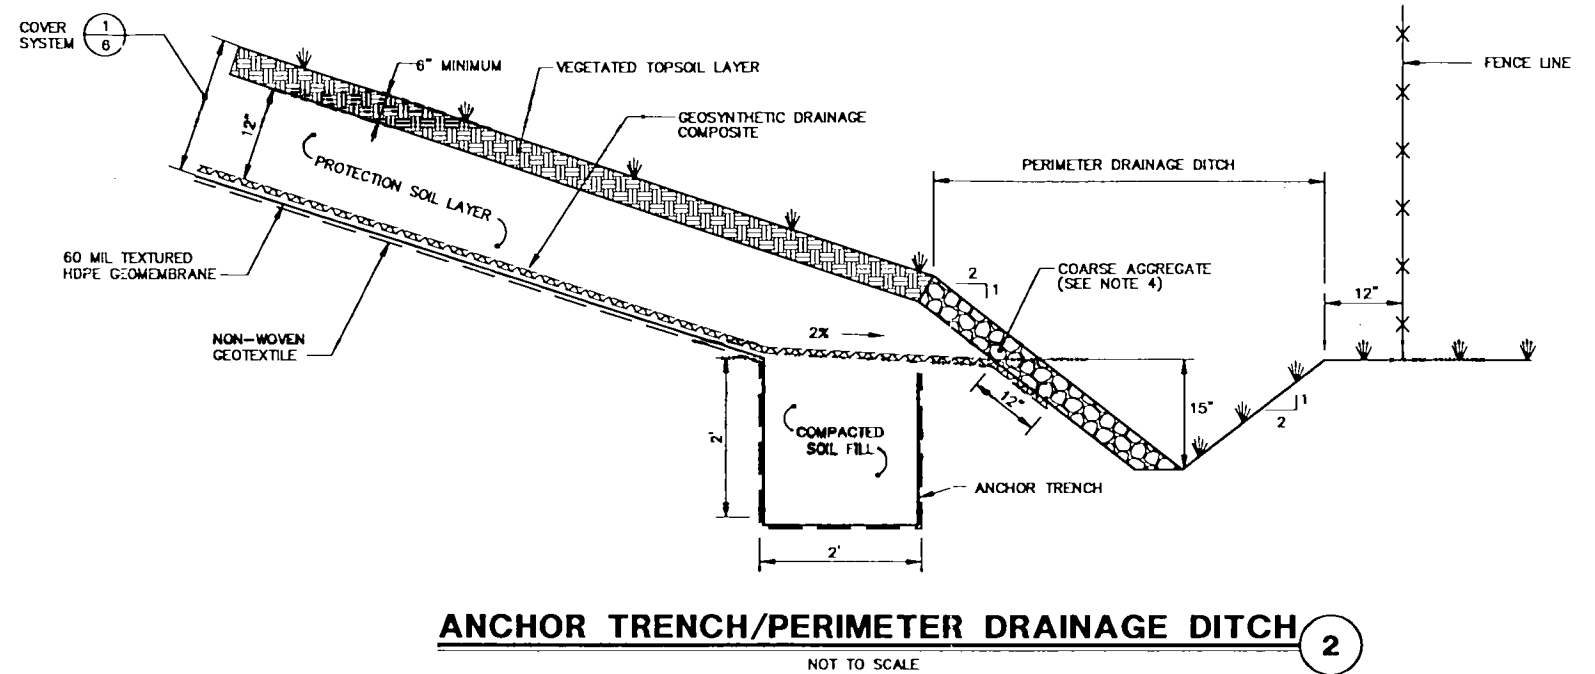 COVER
SYSTEM
1
6
6" MINIMUM
VEGETATED TOPSOIL LAYER
FENCE LINE
12"
GEOSYNTHETIC DRAINAGE
COMPOSITE
PROTECTION SOIL LAYER
PERIMETER DRAINAGE DITCH
60 MIL TEXTURED
HDPE GEOMEMBRANE
2
1
COARSE AGGREGATE
(SEE NOTE 4)
12"
NON-WOVEN
GEOTEXTILE
2%
12"
15"
1
2
2'
COMPACTED
SOIL FILL
ANCHOR TRENCH
2'
ANCHOR TRENCH/PERIMETER DRAINAGE DITCH
2
NOT TO SCALE